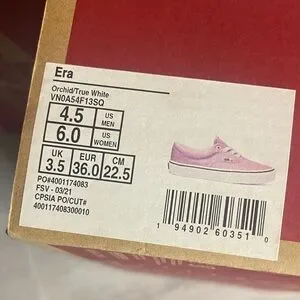 Era
Orchid/True White
VN0A54F13SQ
4.5 US MEN
6.0 US WOMEN
UK EUR CM
3.5 36.0 22.5
PO#4001174083
FSV - 03/21
CPSIA PO/CUT#
400117408300010
1 94902 60351 0